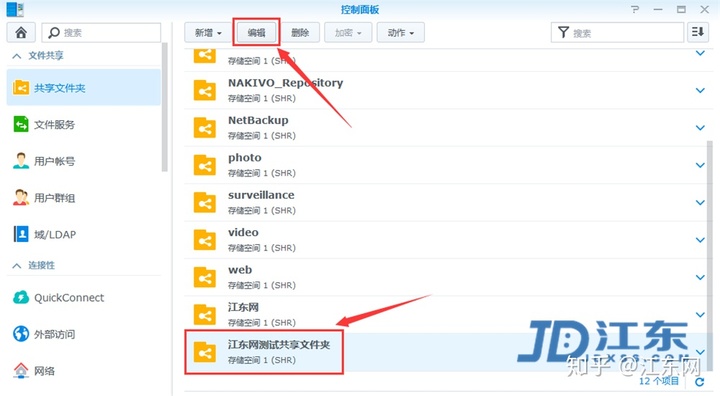 控制面板
搜索
新增 编辑 删除 加密 动作 搜索
文件共享
共享文件夹
文件服务
用户帐号
用户群组
域/LDAP
连接性
QuickConnect
外部访问
网络
存储空间 1 (SHR)
NAKIVO_Repository
存储空间 1 (SHR)
NetBackup
存储空间 1 (SHR)
photo
存储空间 1 (SHR)
surveillance
存储空间 1 (SHR)
video
存储空间 1 (SHR)
web
存储空间 1 (SHR)
江东网
存储空间 1 (SHR)
江东网测试共享文件夹
存储空间 1 (SHR)
12 个项目
JD江东
知乎 @江东网